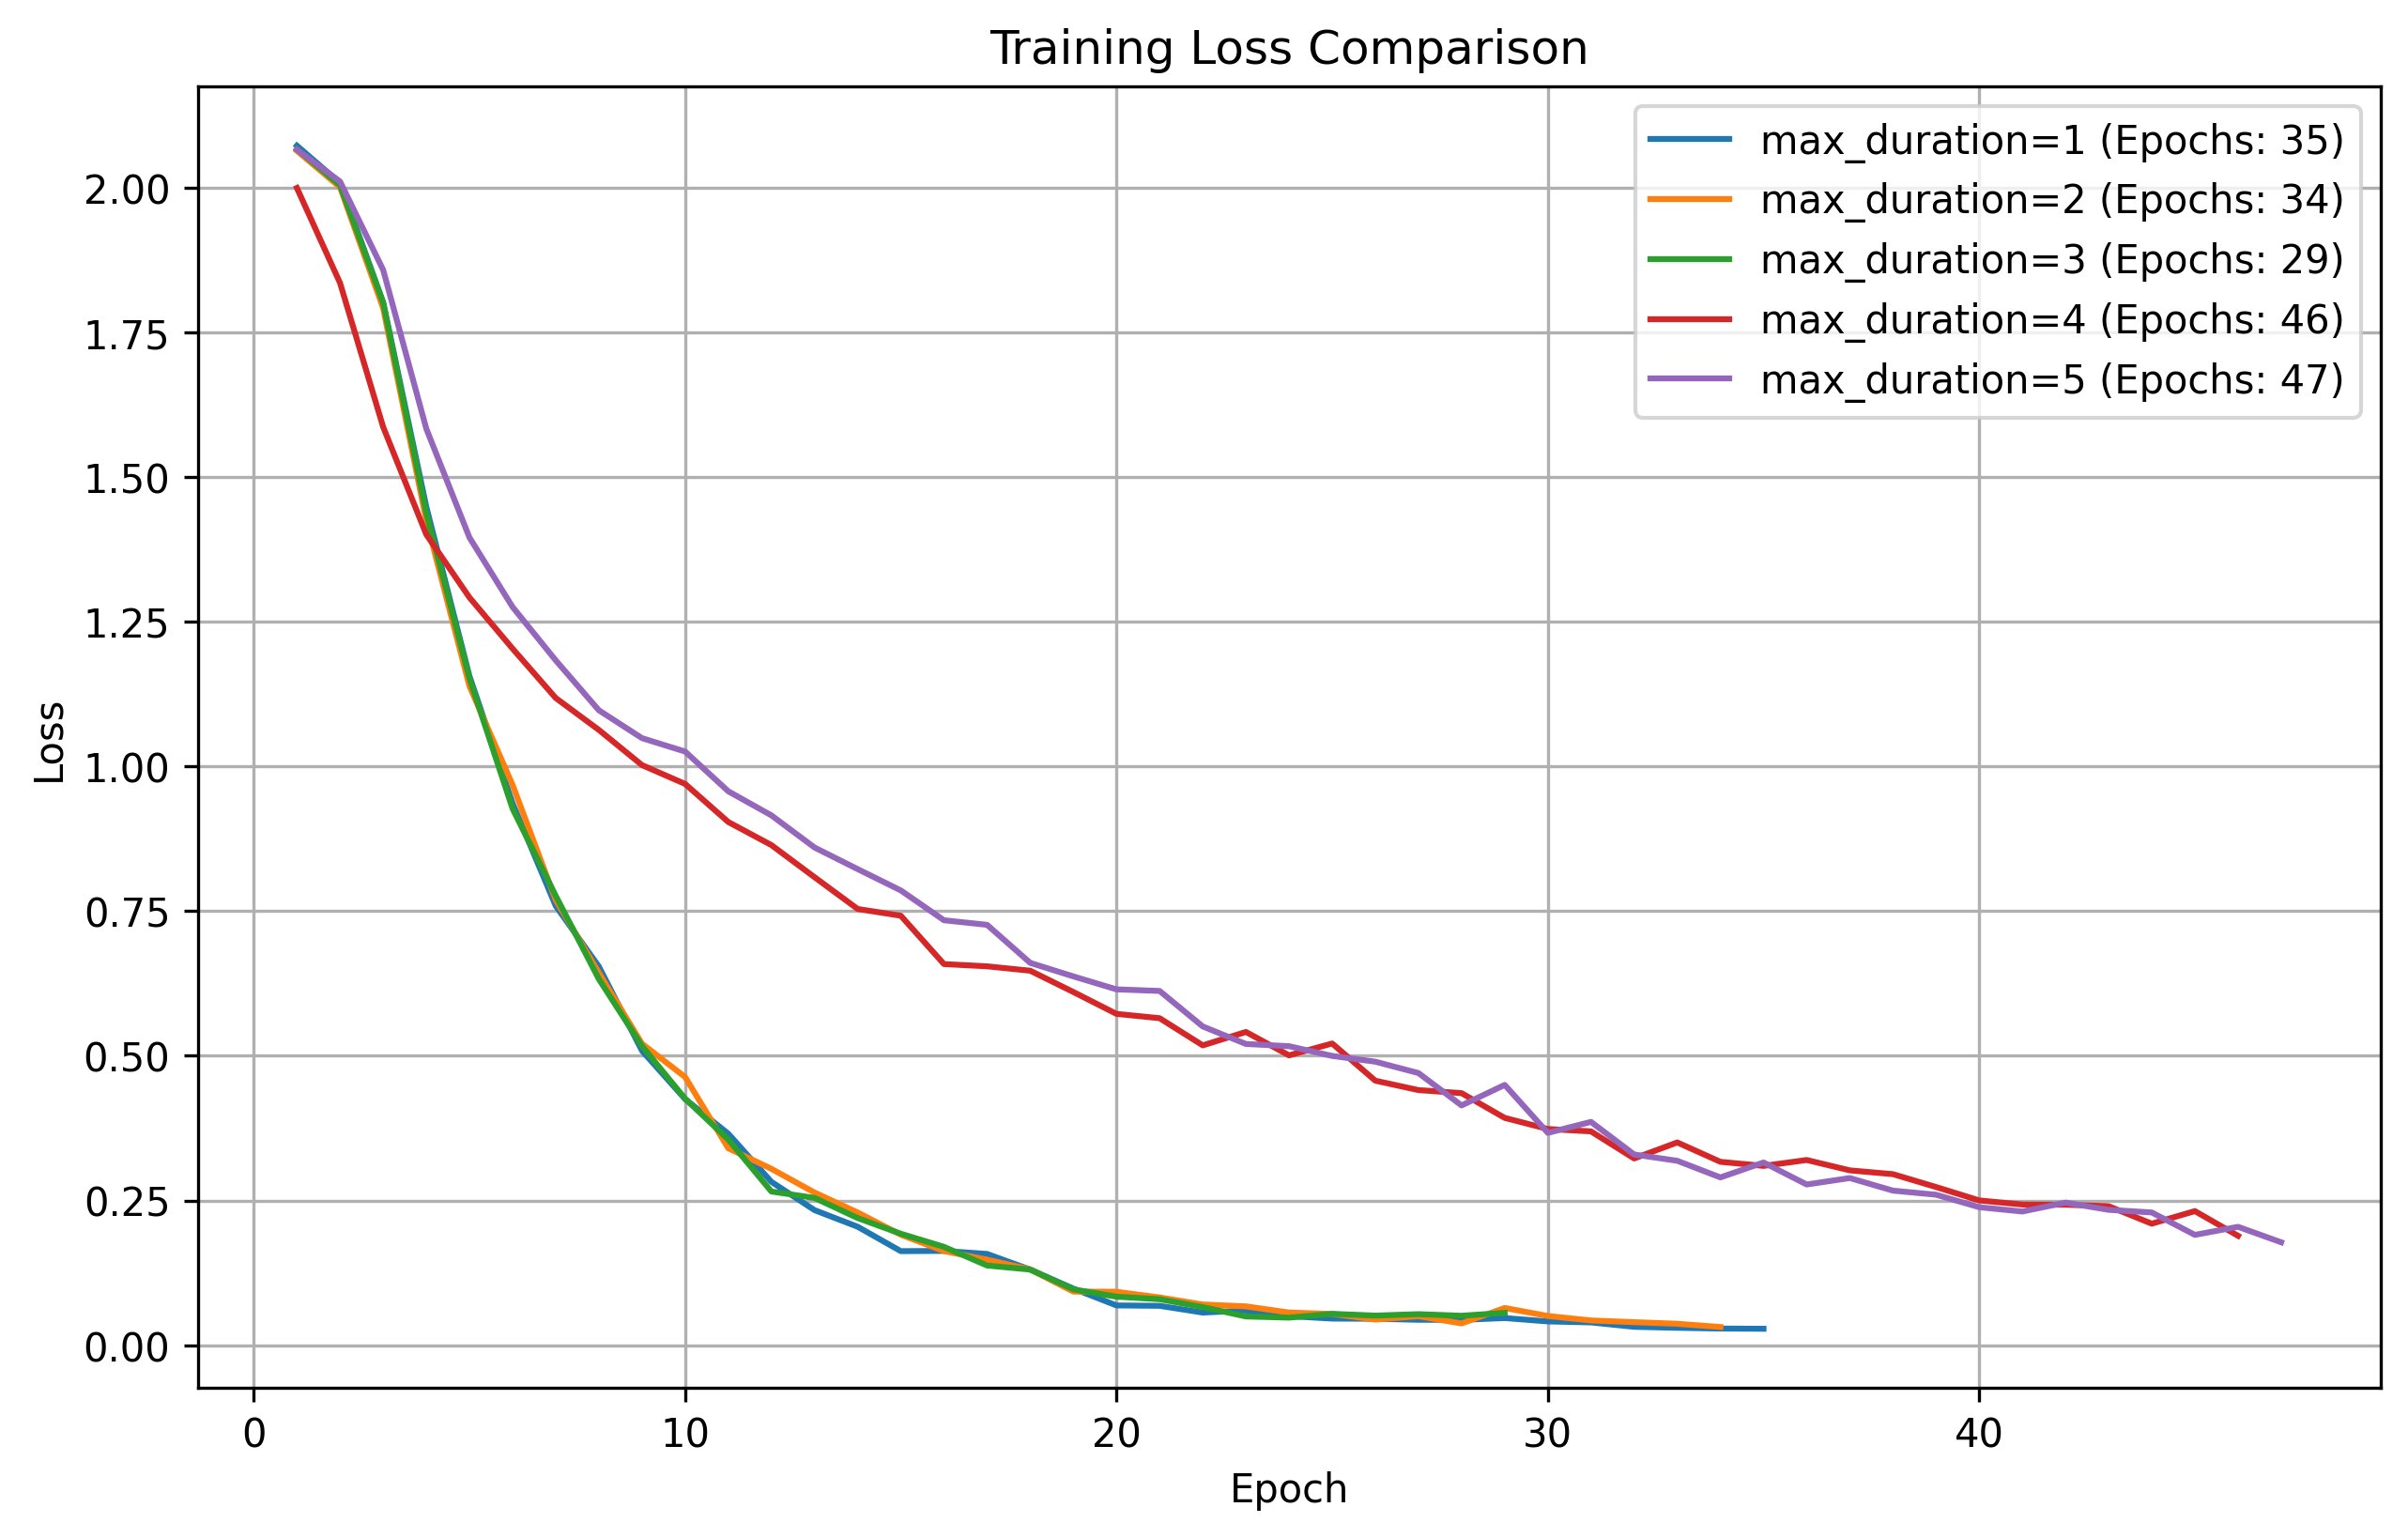 Training Loss Comparison
max_duration=1 (Epochs: 35)
max_duration=2 (Epochs: 34)
max_duration=3 (Epochs: 29)
max_duration=4 (Epochs: 46)
max_duration=5 (Epochs: 47)
2.00
1.75
1.50
1.25
1.00
0.75
0.50
0.25
0.00
Loss
0 10 20 30 40
Epoch